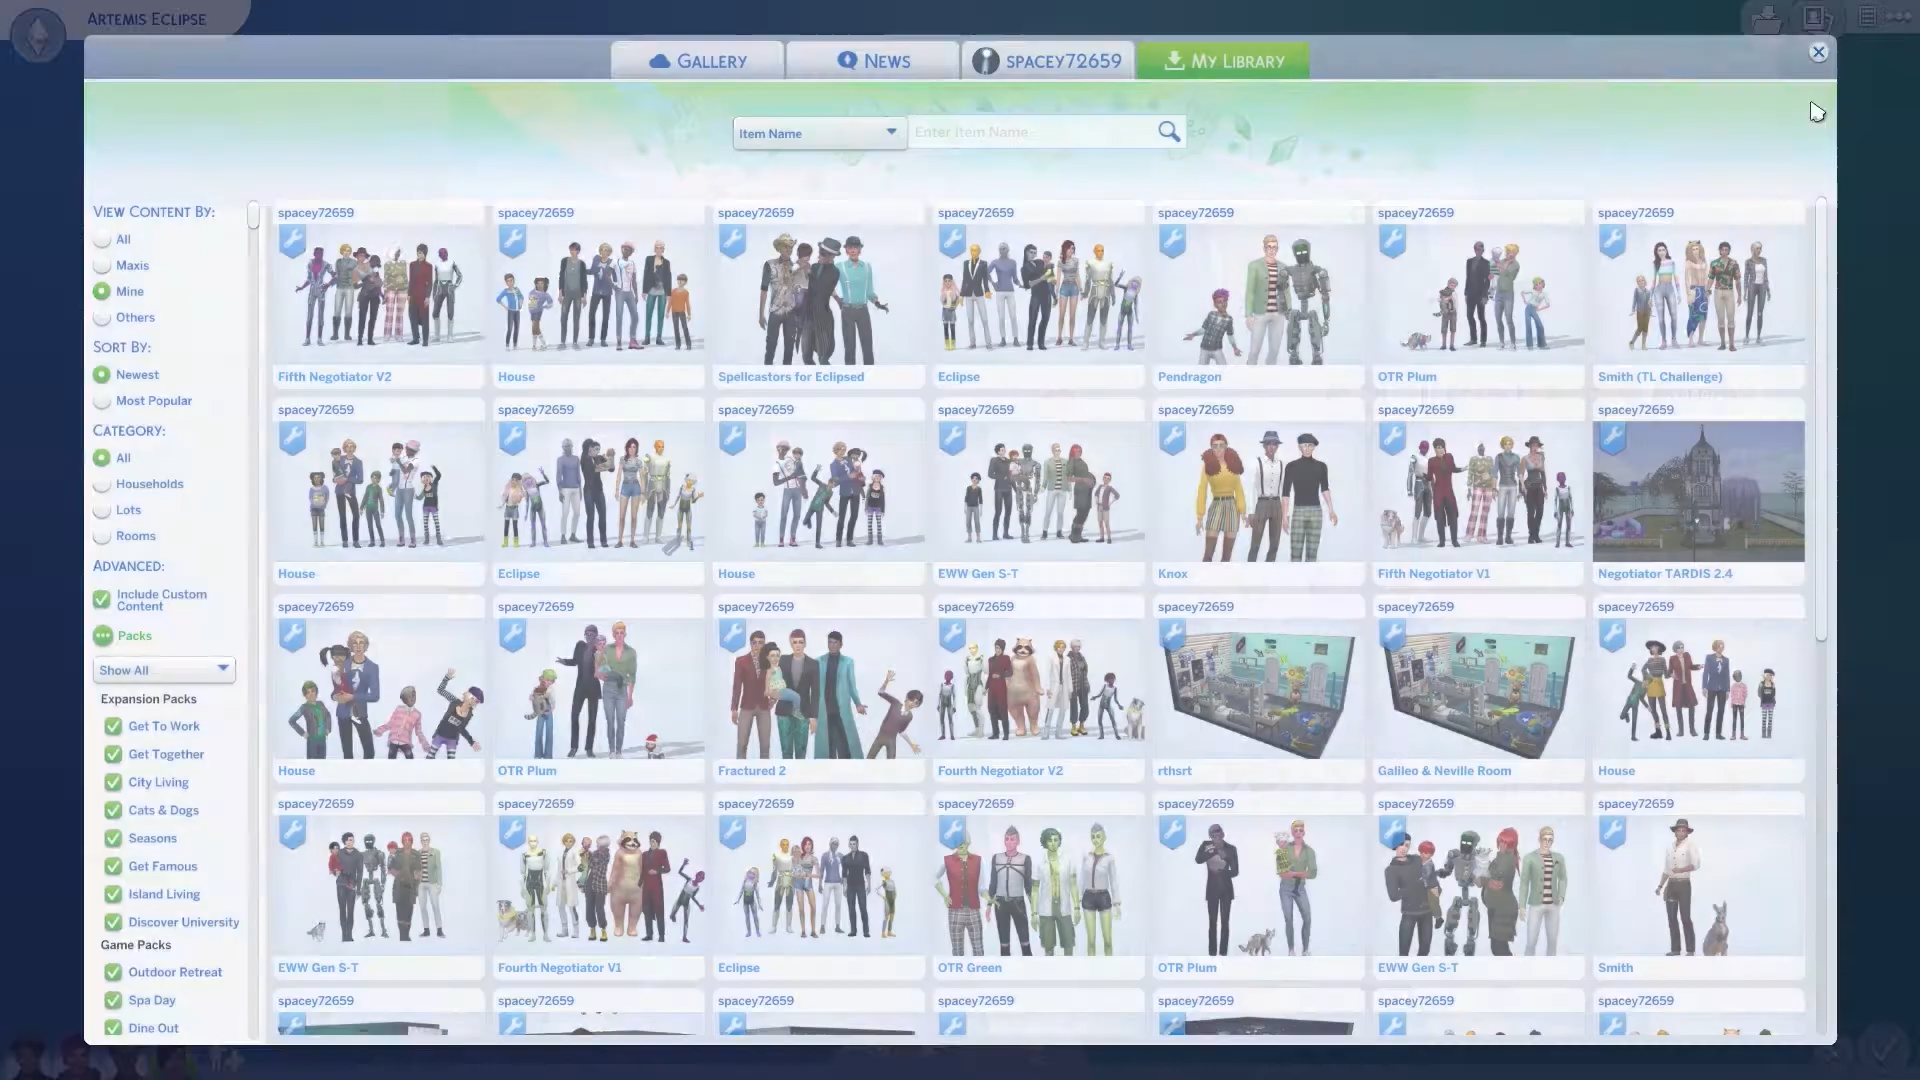 Artemis Eclipse
Gallery
News
spacey72659
My Library
Item Name
Enter Item Name...
View Content By:
All
Maxis
Mine
Others
Sort By:
Newest
Most Popular
Category:
All
Households
Lots
Rooms
Advanced:
Include Custom
Content
Packs
Show All
Expansion Packs
Get To Work
Get Together
City Living
Cats & Dogs
Seasons
Get Famous
Island Living
Discover University
Game Packs
Outdoor Retreat
Spa Day
Dine Out
spacey72659 spacey72659 spacey72659 spacey72659 spacey72659 spacey72659 spacey72659
Fifth Negotiator V2 House Spellcastors for Eclipsed Eclipse Pendragon OTR Plum Smith (TL Challenge)
spacey72659 spacey72659 spacey72659 spacey72659 spacey72659 spacey72659 spacey72659
House Eclipse House EWW Gen S-T Knox Fifth Negotiator V1 Negotiator TARDIS 2.4
spacey72659 spacey72659 spacey72659 spacey72659 spacey72659 spacey72659 spacey72659
House OTR Plum Fractured 2 Fourth Negotiator V2 rthsrt Galileo & Neville Room House
spacey72659 spacey72659 spacey72659 spacey72659 spacey72659 spacey72659 spacey72659
EWW Gen S-T Fourth Negotiator V1 Eclipse OTR Green OTR Plum EWW Gen S-T Smith
spacey72659 spacey72659 spacey72659 spacey72659 spacey72659 spacey72659 spacey72659